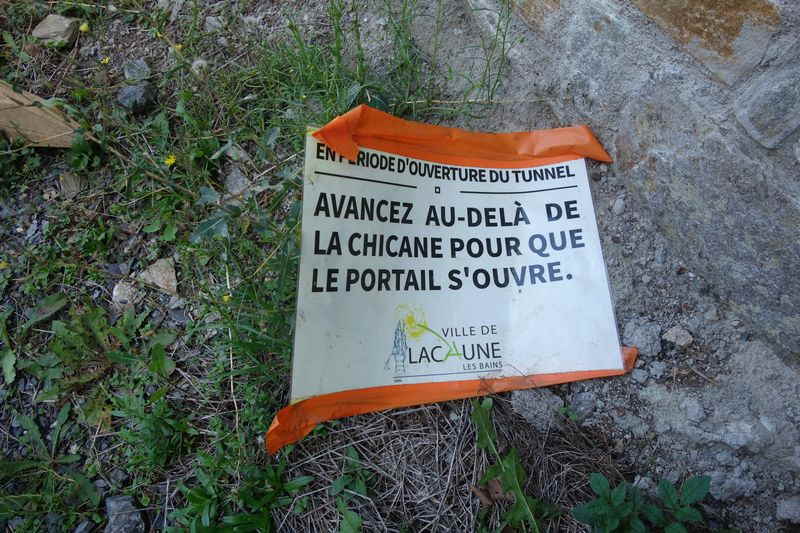 EN PERIODE D'OUVERTURE DU TUNNEL
AVANCEZ AU-DELÀ DE
LA CHICANE POUR QUE
LE PORTAIL S'OUVRE.
VILLE DE
LACAUNE
LES BAINS